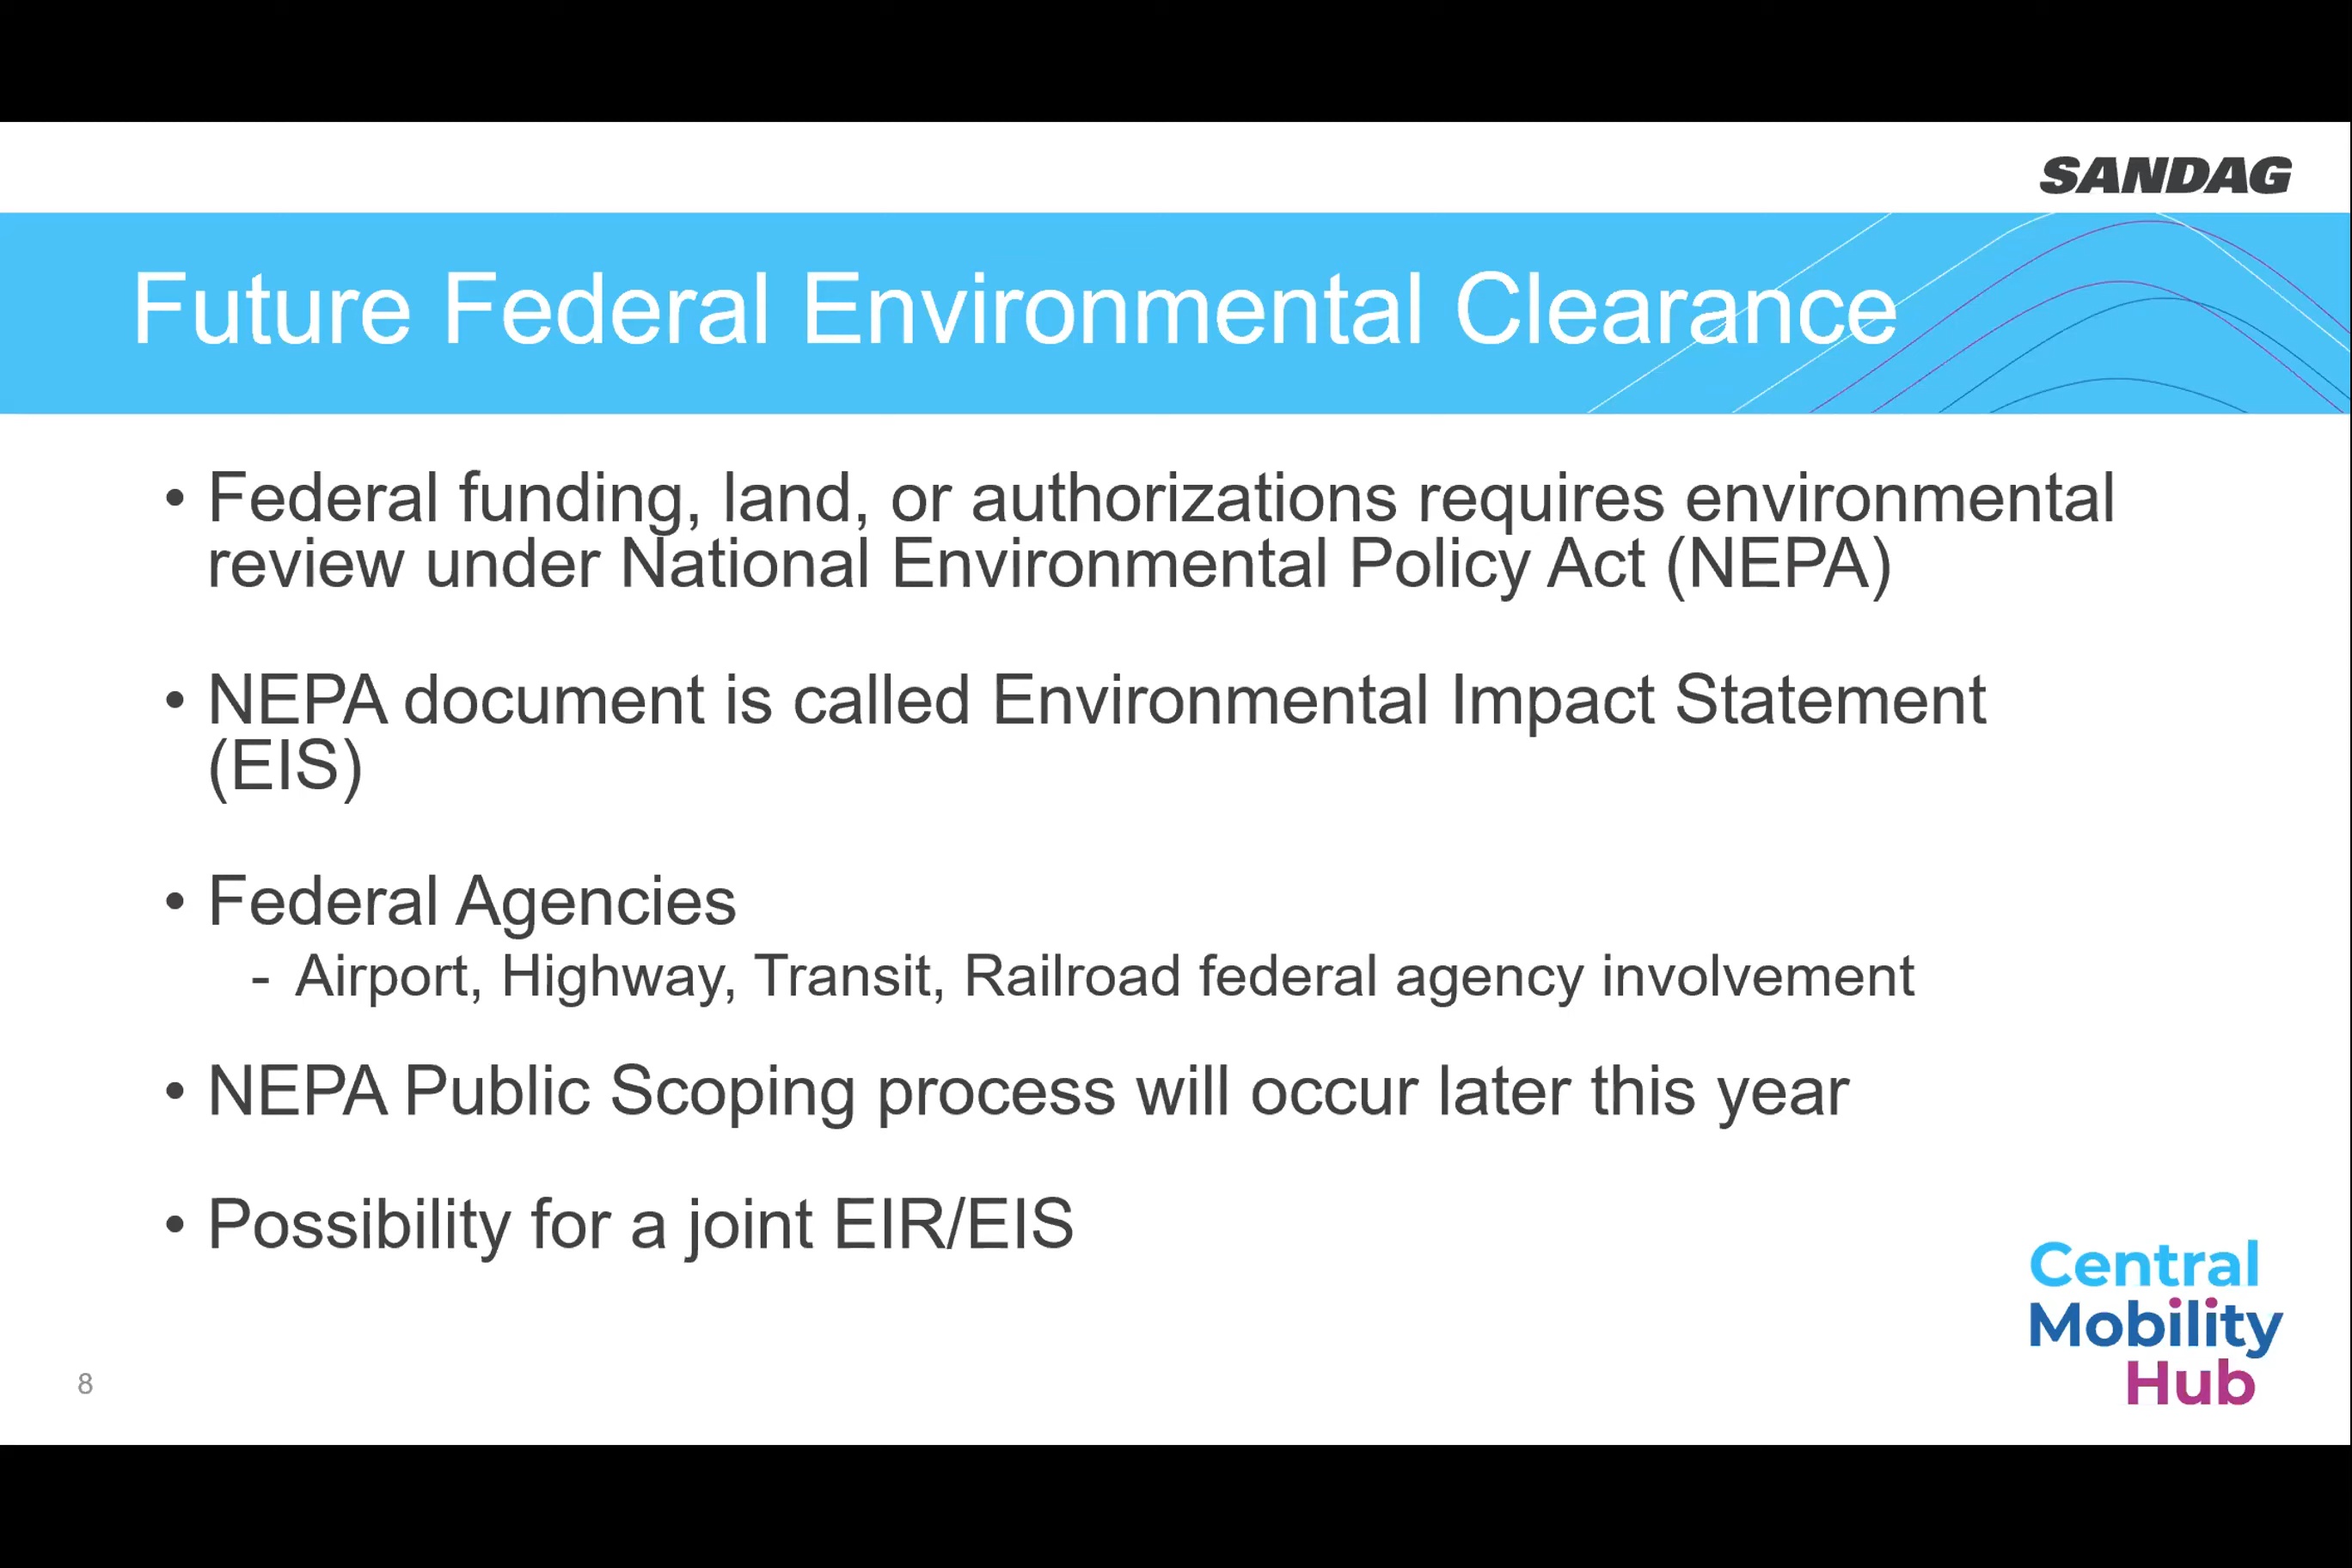 SANDAG
Future Federal Environmental Clearance
• Federal funding, land, or authorizations requires environmental
review under National Environmental Policy Act (NEPA)
• NEPA document is called Environmental Impact Statement
(EIS)
• Federal Agencies
- Airport, Highway, Transit, Railroad federal agency involvement
• NEPA Public Scoping process will occur later this year
• Possibility for a joint EIR/EIS
Central
Mobility
Hub
8